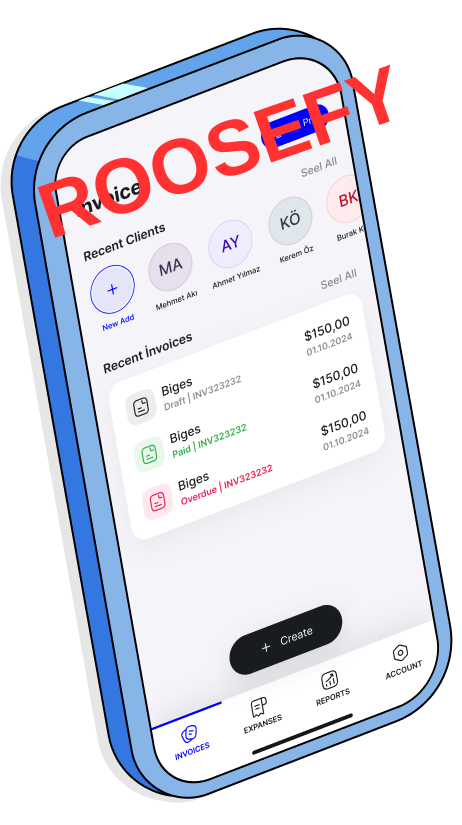 ROOSEFY
Invoice
Pro
Seel All
Recent Clients
+
MA
AY
KÖ
BK
New Add
Mehmet Akı
Ahmet Yılmaz
Kerem Öz
Burak K
Seel All
Recent İnvoices
Biges
$150,00
Draft | INV323232
01.10.2024
Biges
$150,00
Paid | INV323232
01.10.2024
Biges
$150,00
Overdue | INV323232
01.10.2024
+ Create
INVOICES
EXPANSES
REPORTS
ACCOUNT